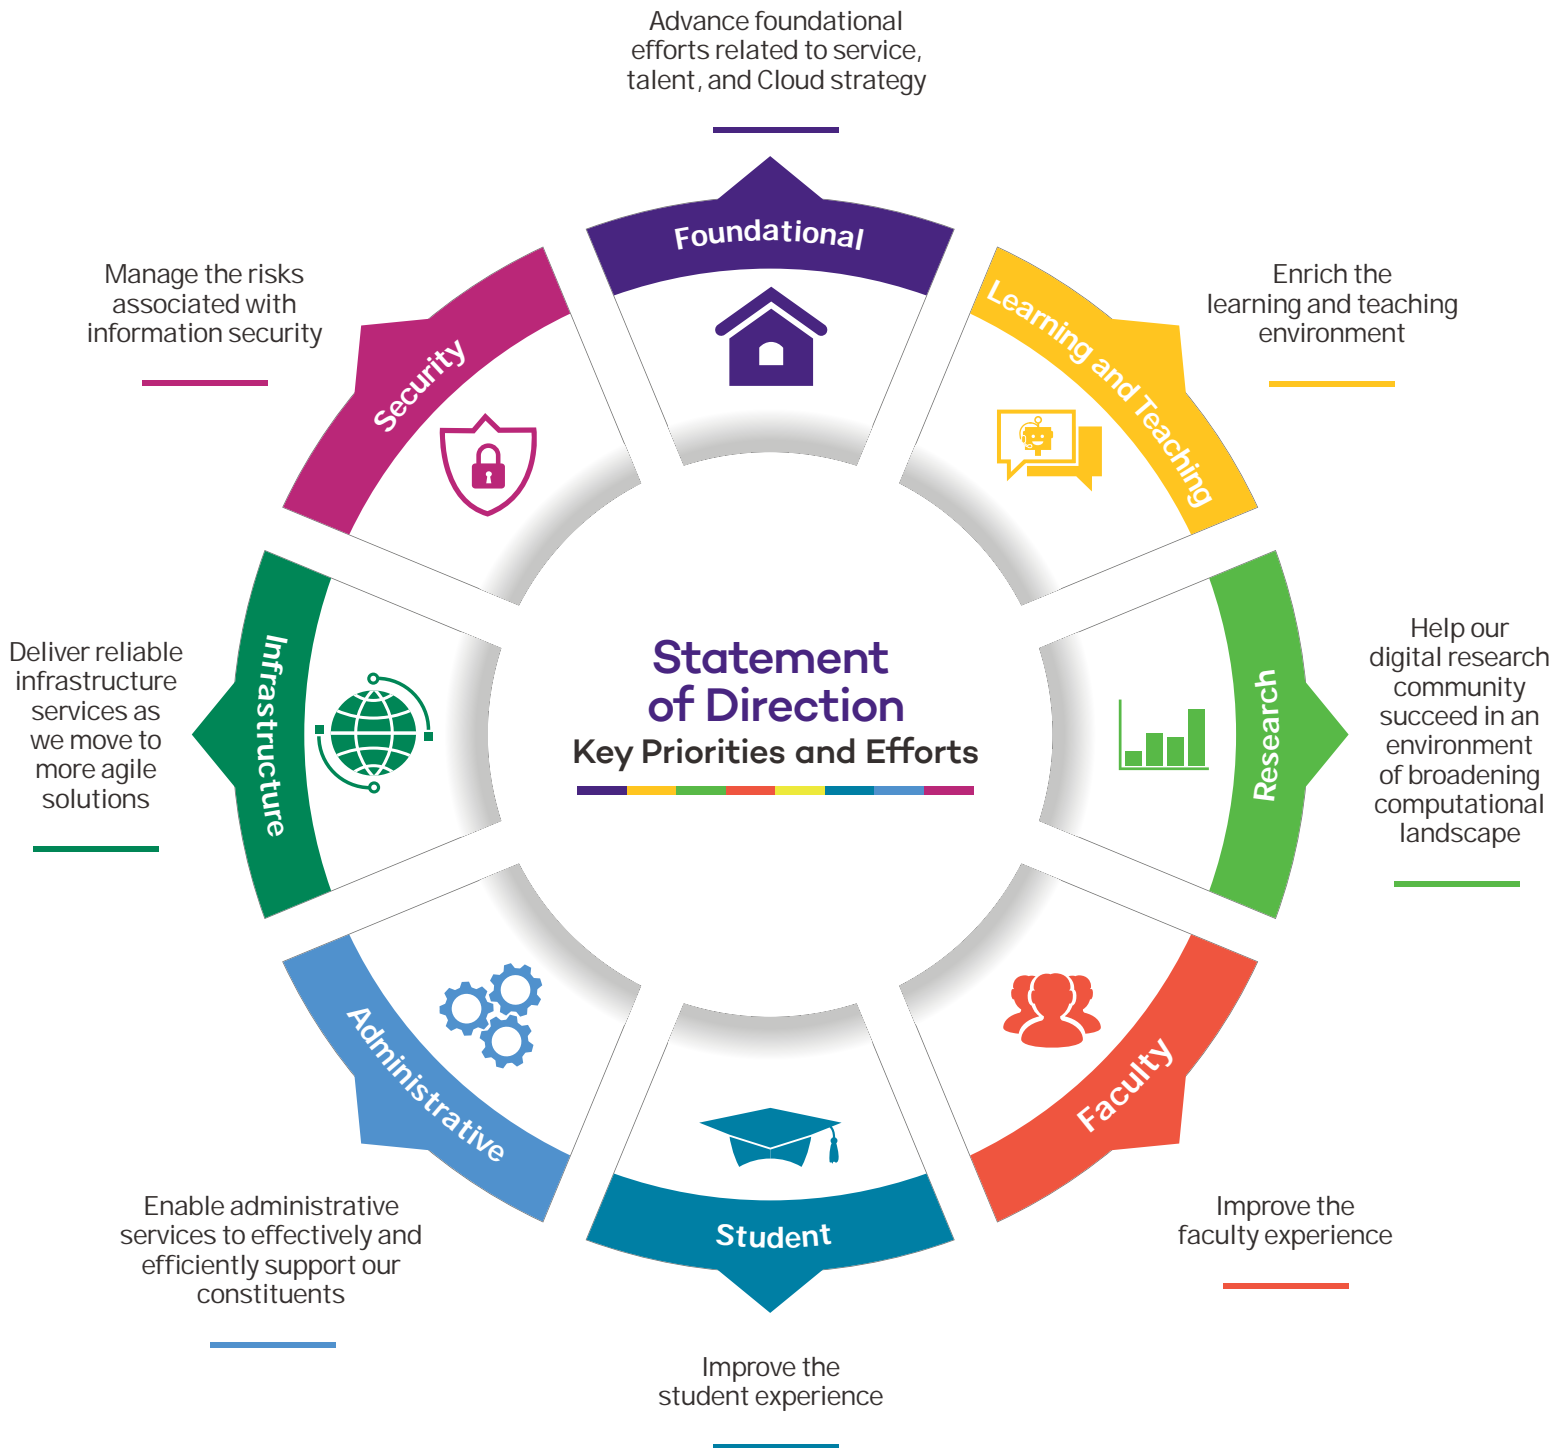 Advance foundational
efforts related to service,
talent, and Cloud strategy
Foundational
Learning and Teaching
Enrich the
learning and teaching
environment
Research
Help our
digital research
community
succeed in an
environment
of broadening
computational
landscape
Faculty
Improve the
faculty experience
Student
Improve the
student experience
Administrative
Enable administrative
services to effectively and
efficiently support our
constituents
Infrastructure
Deliver reliable
infrastructure
services as
we move to
more agile
solutions
Security
Manage the risks
associated with
information security
Statement
of Direction
Key Priorities and Efforts